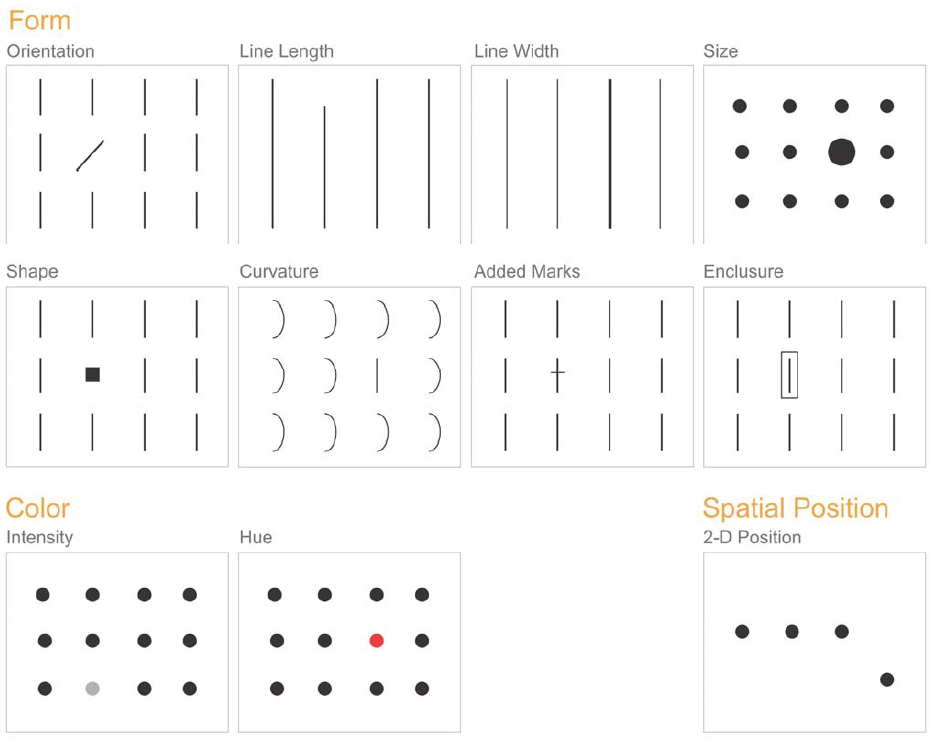 Form
Orientation
Line Length
Line Width
Size
Shape
Curvature
Added Marks
Enclusure
Color
Spatial Position
Intensity
Hue
2-D Position